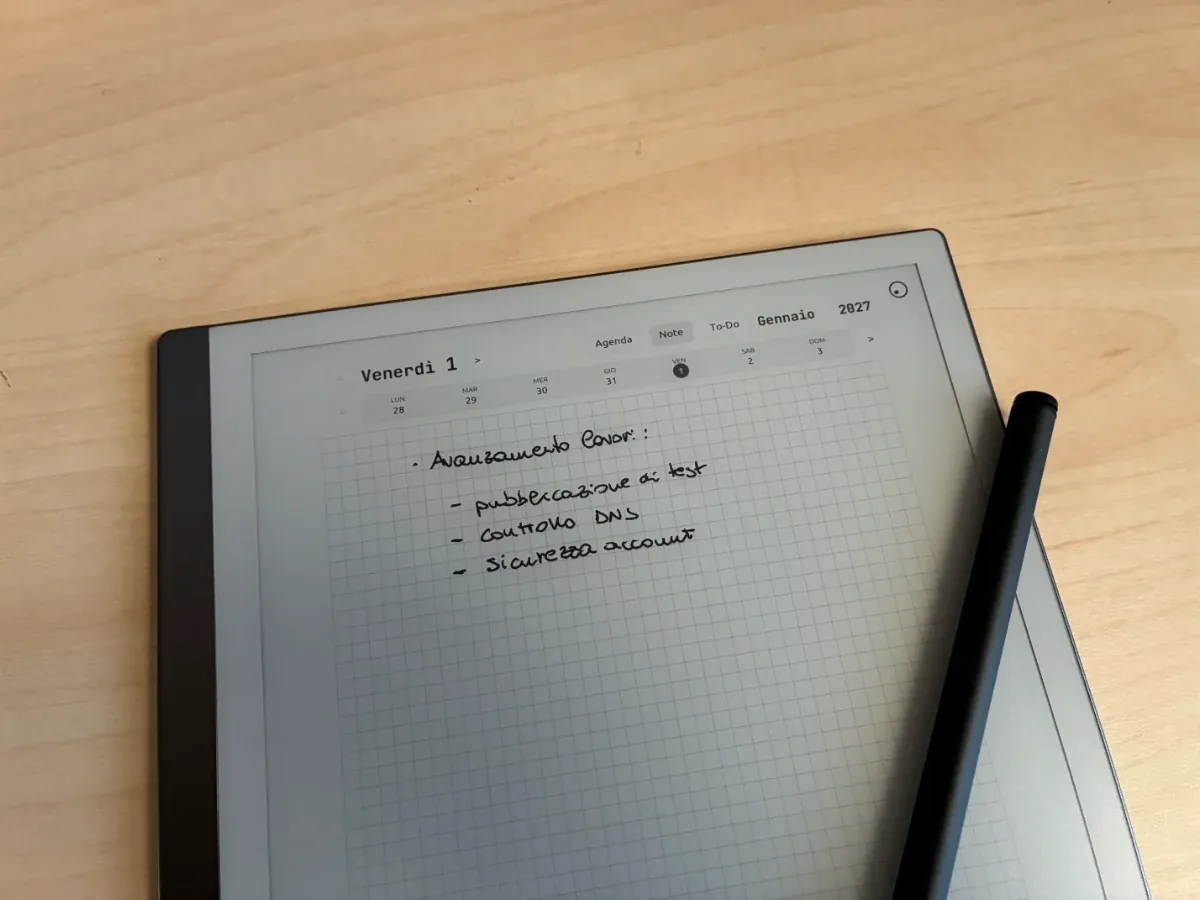 Venerdì 1 >
Agenda Note To-Do Gennaio 2027
LUN MAR MER GIO VEN SAB DOM
28 29 30 31 1 2 3 >
· Avanzamento lavori:
- pubblicazione di test
- controllo DNS
- sicurezza account